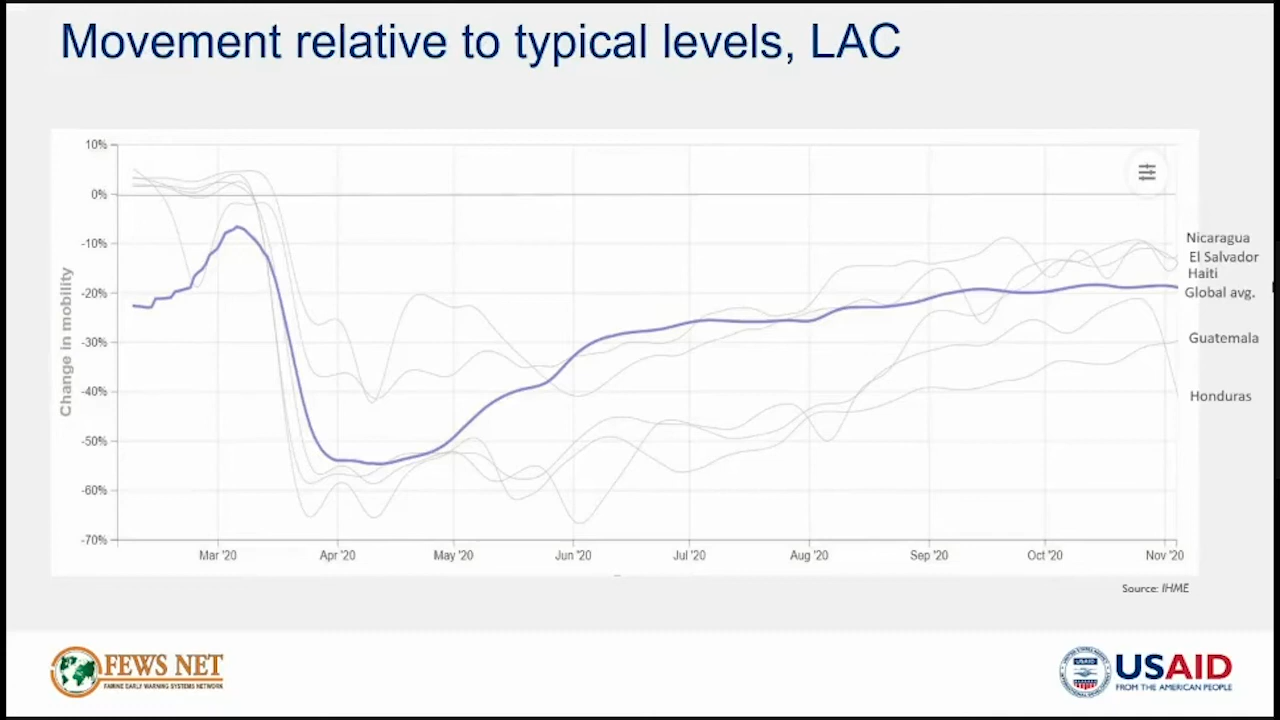 Movement relative to typical levels, LAC
10%
0%
-10%
-20%
-30%
-40%
-50%
-60%
-70%
Change in mobility
Mar '20
Apr '20
May '20
Jun '20
Jul '20
Aug '20
Sep '20
Oct '20
Nov '20
Nicaragua
El Salvador
Haiti
Global avg.
Guatemala
Honduras
Source: IHME
FEWS NET
FAMINE EARLY WARNING SYSTEMS NETWORK
USAID
USAID
FROM THE AMERICAN PEOPLE